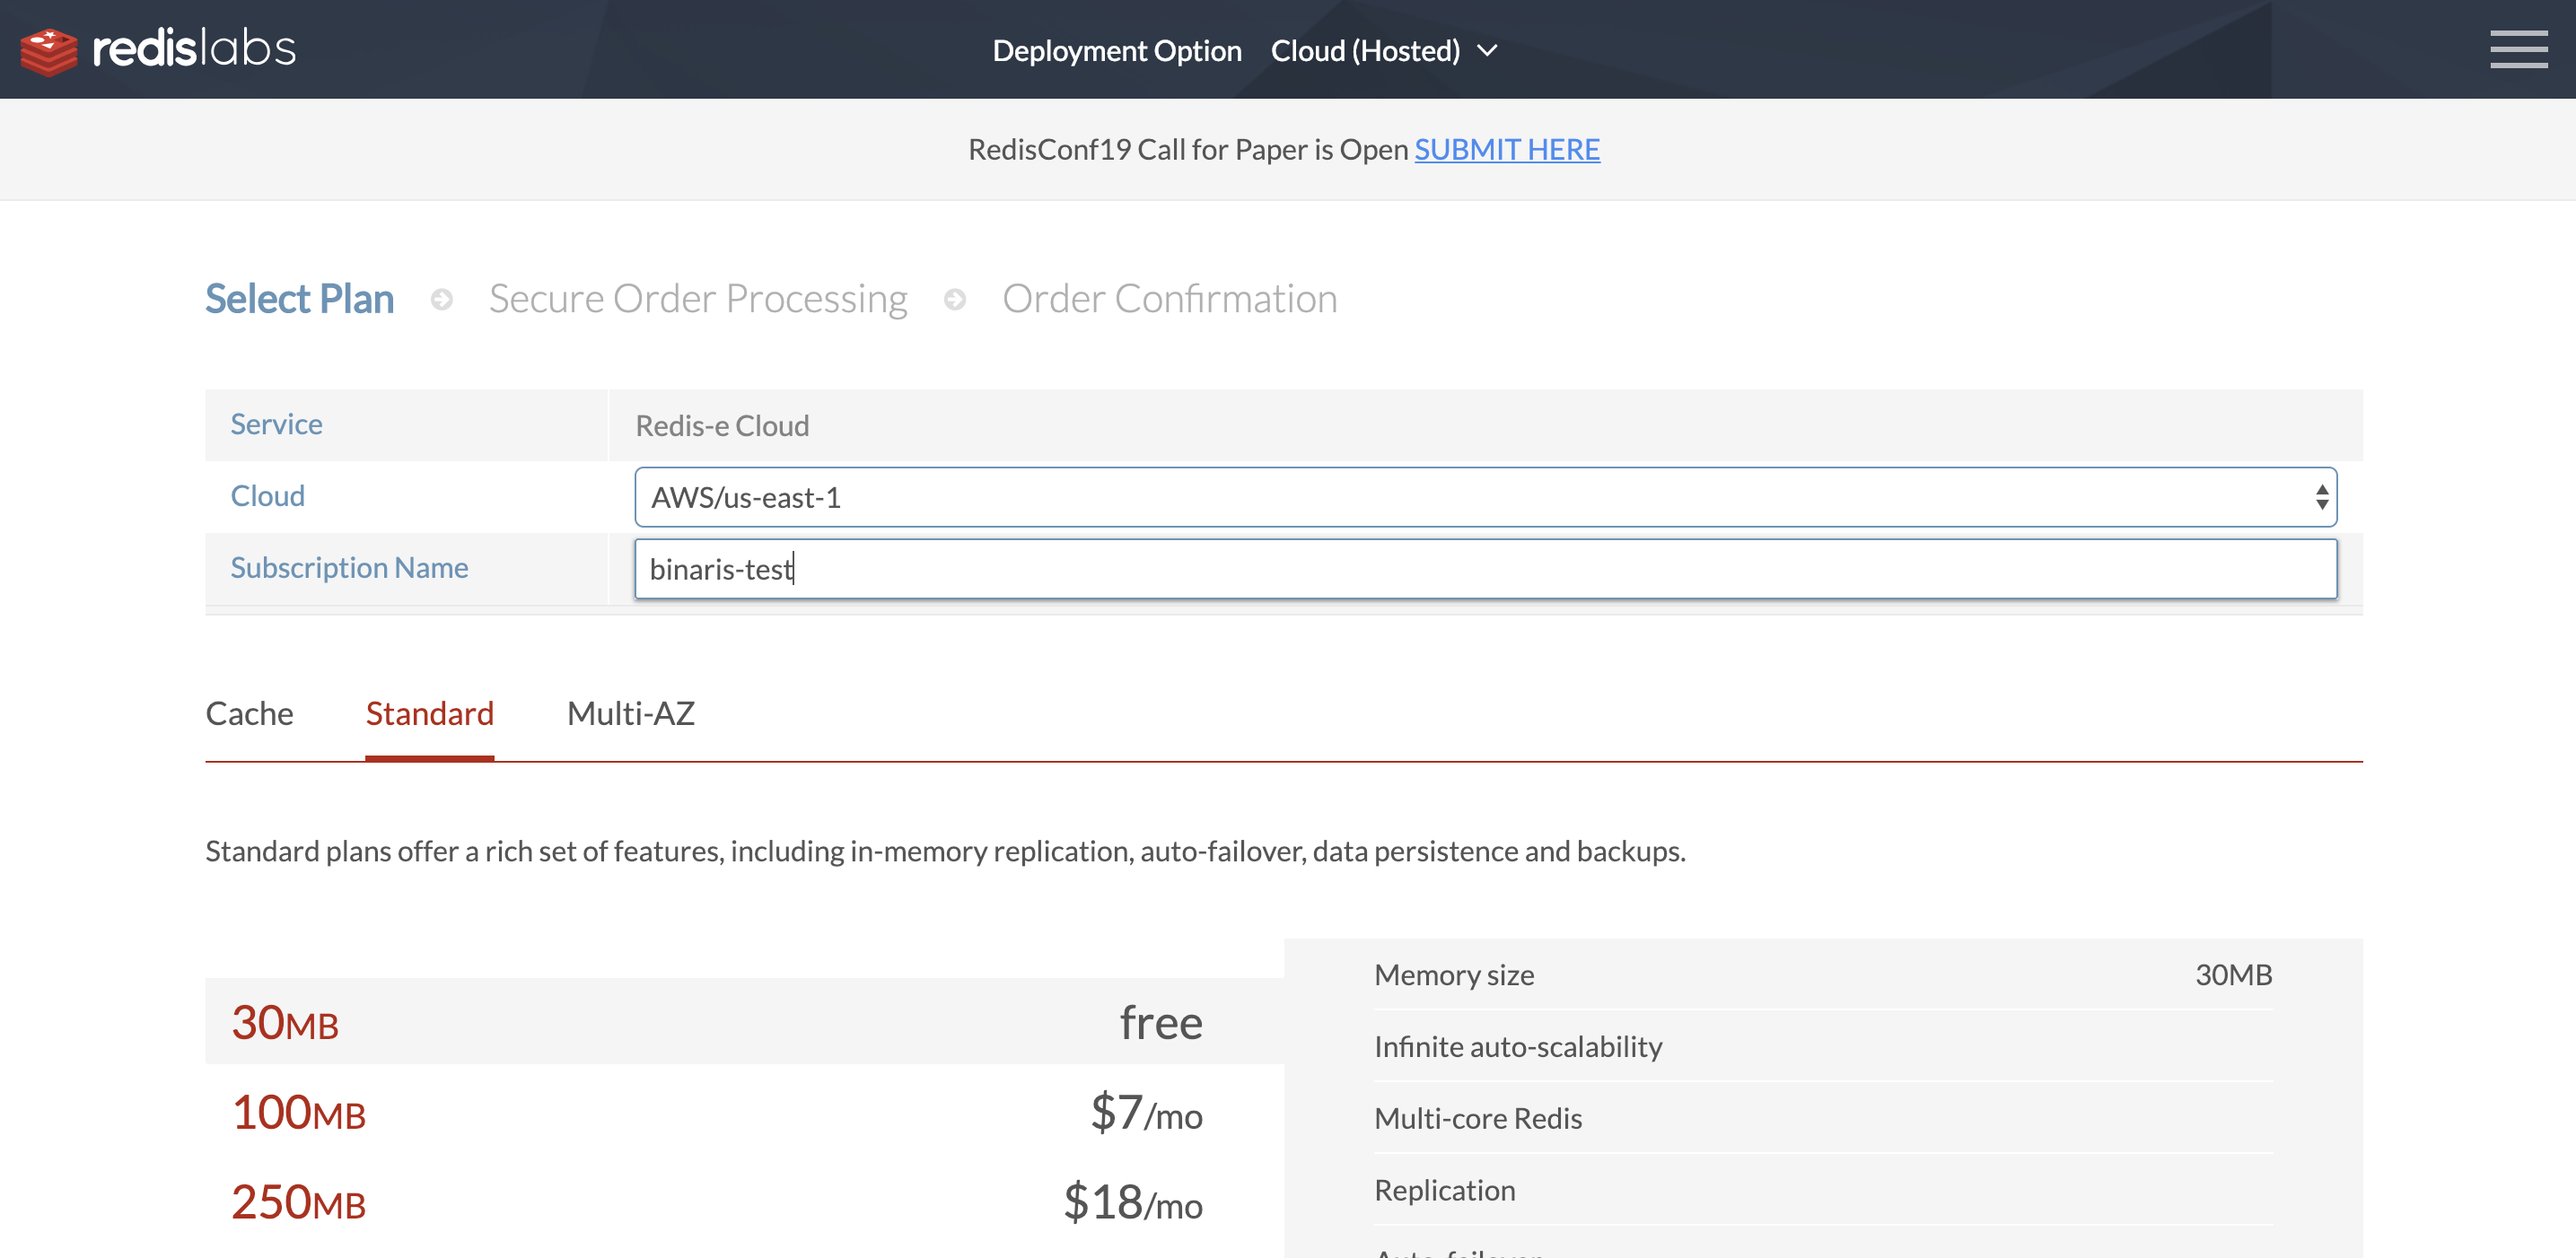 redislabs
Deployment Option Cloud (Hosted)
RedisConf19 Call for Paper is Open SUBMIT HERE
Select Plan Secure Order Processing Order Confirmation
Service Redis-e Cloud
Cloud AWS/us-east-1
Subscription Name binaris-test
Cache Standard Multi-AZ
Standard plans offer a rich set of features, including in-memory replication, auto-failover, data persistence and backups.
30MB free
100MB $7/mo
250MB $18/mo
Memory size 30MB
Infinite auto-scalability
Multi-core Redis
Replication